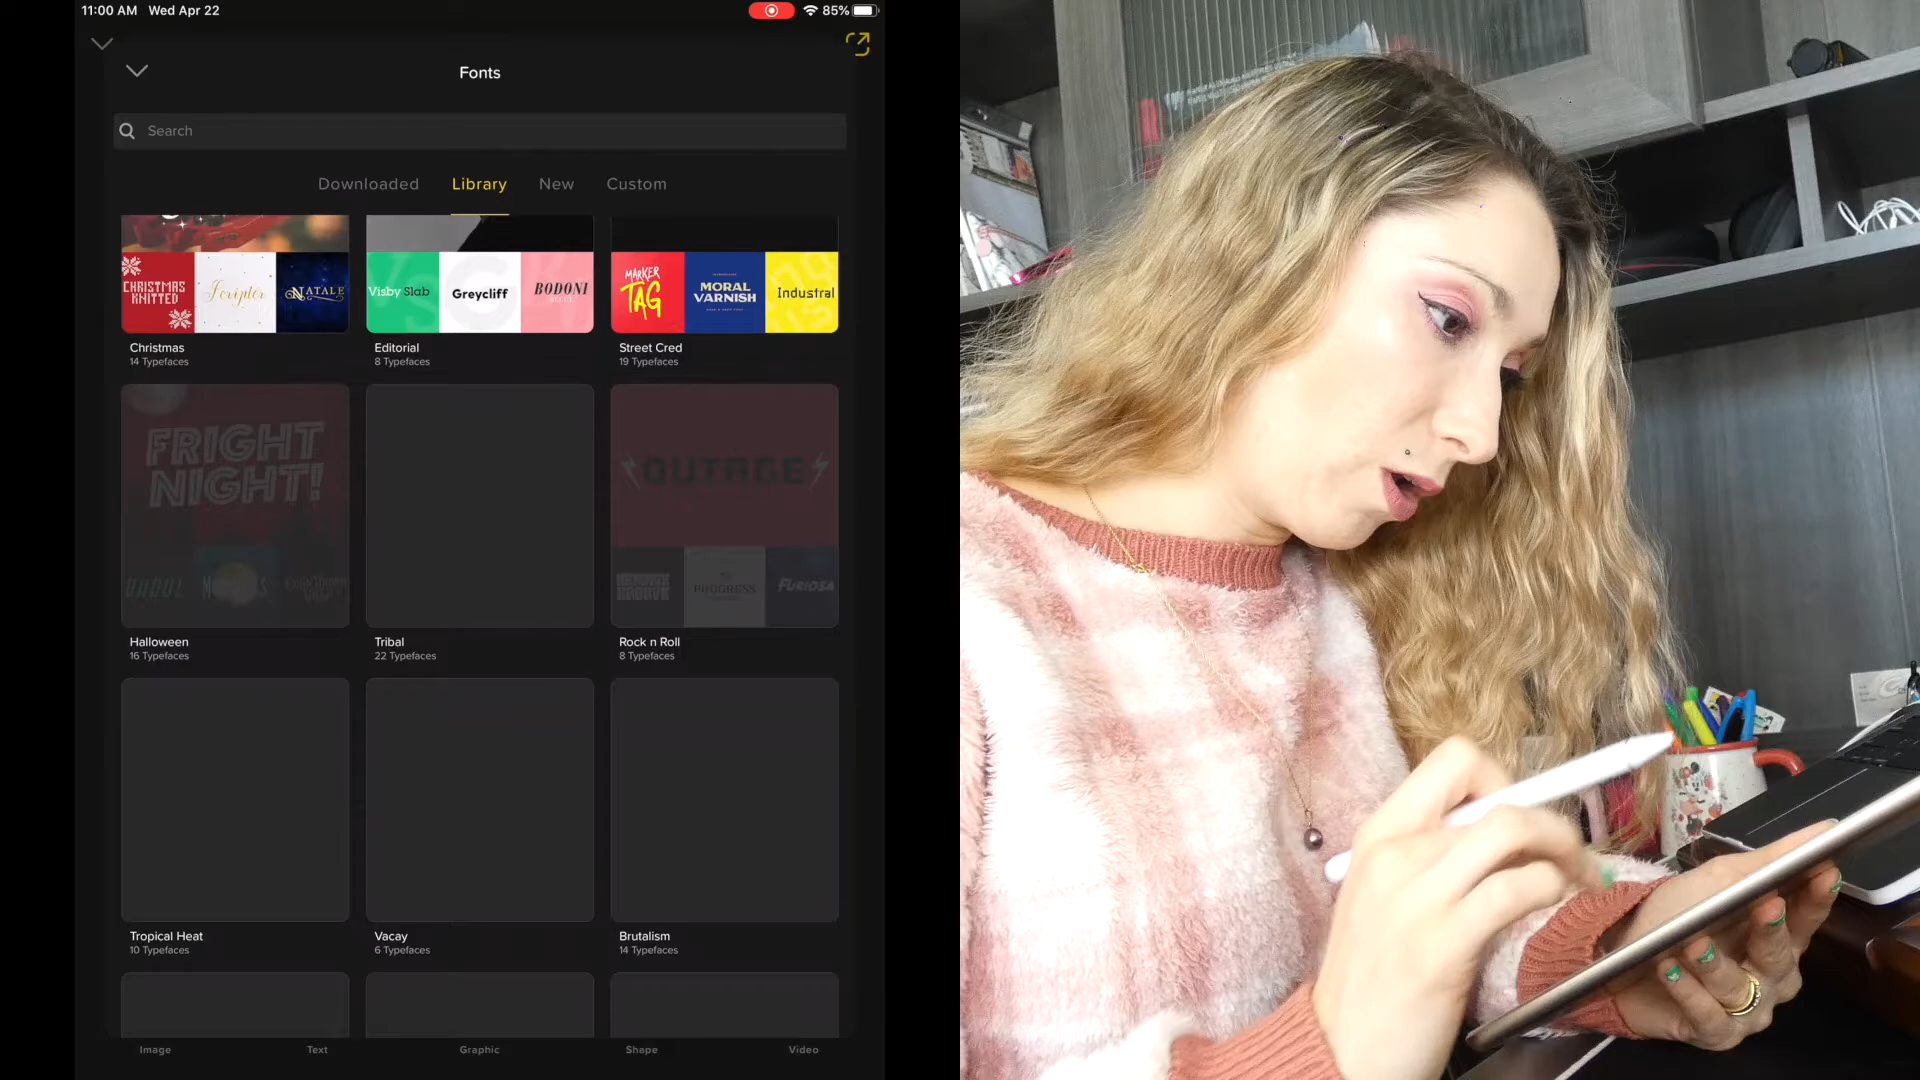 11:00 AM Wed Apr 22
85%
Fonts
Search
Downloaded Library New Custom
CHRISTMAS
KNITTED
Scripter
NATALE
Visby Slab
Greycliff
BODONI
MARKER
TAG
MORAL
VARNISH
Industrial
Christmas
14 Typefaces
Editorial
8 Typefaces
Street Cred
19 Typefaces
FRIGHT
NIGHT!
OUTAGE
PROGRESS
FURIOSA
Halloween
16 Typefaces
Tribal
22 Typefaces
Rock n Roll
8 Typefaces
Tropical Heat
10 Typefaces
Vacay
6 Typefaces
Brutalism
14 Typefaces
Image Text Graphic Shape Video